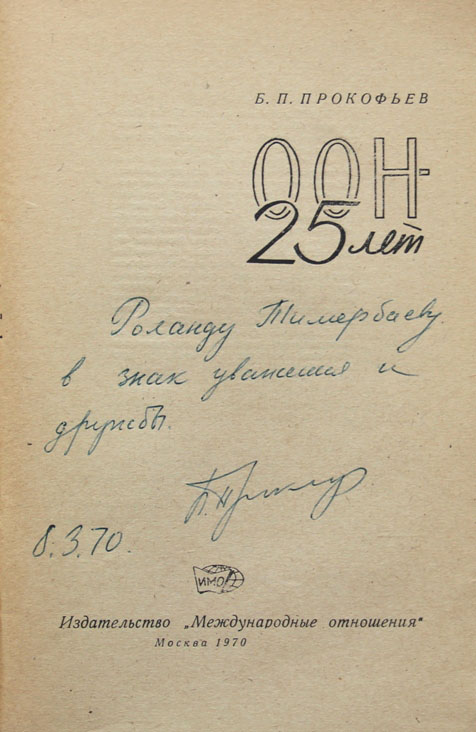 Б. П. ПРОКОФЬЕВ
ООН-
25 лет
Роланду Тимербаеву
в знак уважения и
дружбы.
8.3.70.
ИМО
Издательство „Международные отношения“
Москва 1970